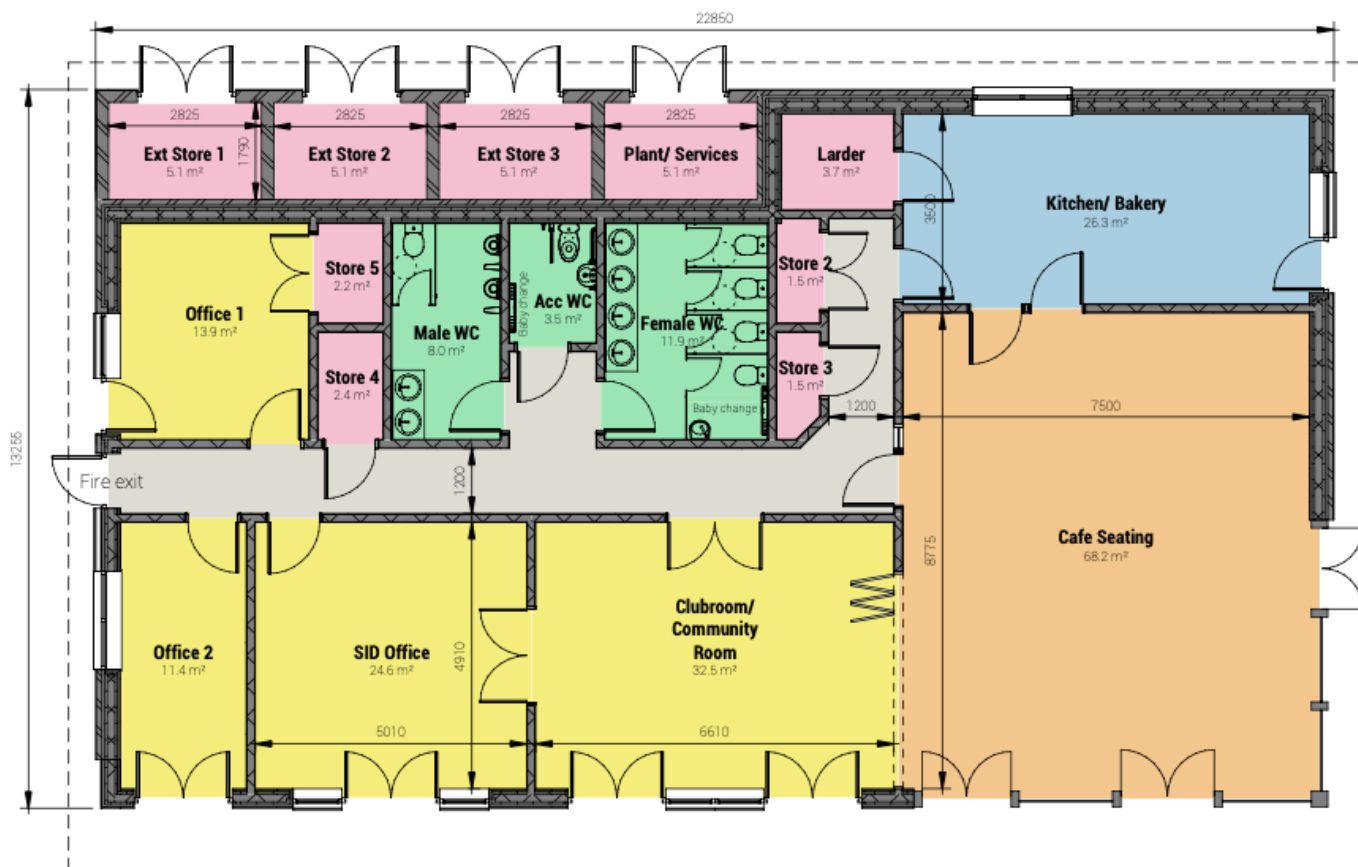 22850
2825
2825
2825
2825
Ext Store 1
5.1 m²
1790
Ext Store 2
5.1 m²
Ext Store 3
5.1 m²
Plant/ Services
5.1 m²
Larder
3.7 m²
3500
Kitchen/ Bakery
26.3 m²
Office 1
13.9 m²
Store 5
2.2 m²
Store 4
2.4 m²
Male WC
8.0 m²
Baby change
Acc WC
3.5 m²
Female WC
11.9 m²
Baby change
Store 2
1.5 m²
Store 3
1.5 m²
1200
7500
13255
Fire exit
1200
8775
Cafe Seating
68.2 m²
Office 2
11.4 m²
SID Office
24.6 m²
4910
5010
Clubroom/
Community
Room
32.5 m²
6610